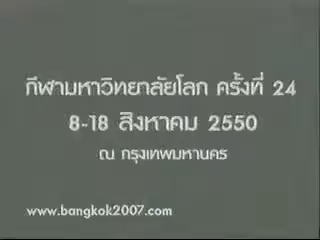 กีฬามหาวิทยาลัยโลก ครั้งที่ 24
8-18 สิงหาคม 2550
ณ กรุงเทพมหานคร
www.bangkok2007.com